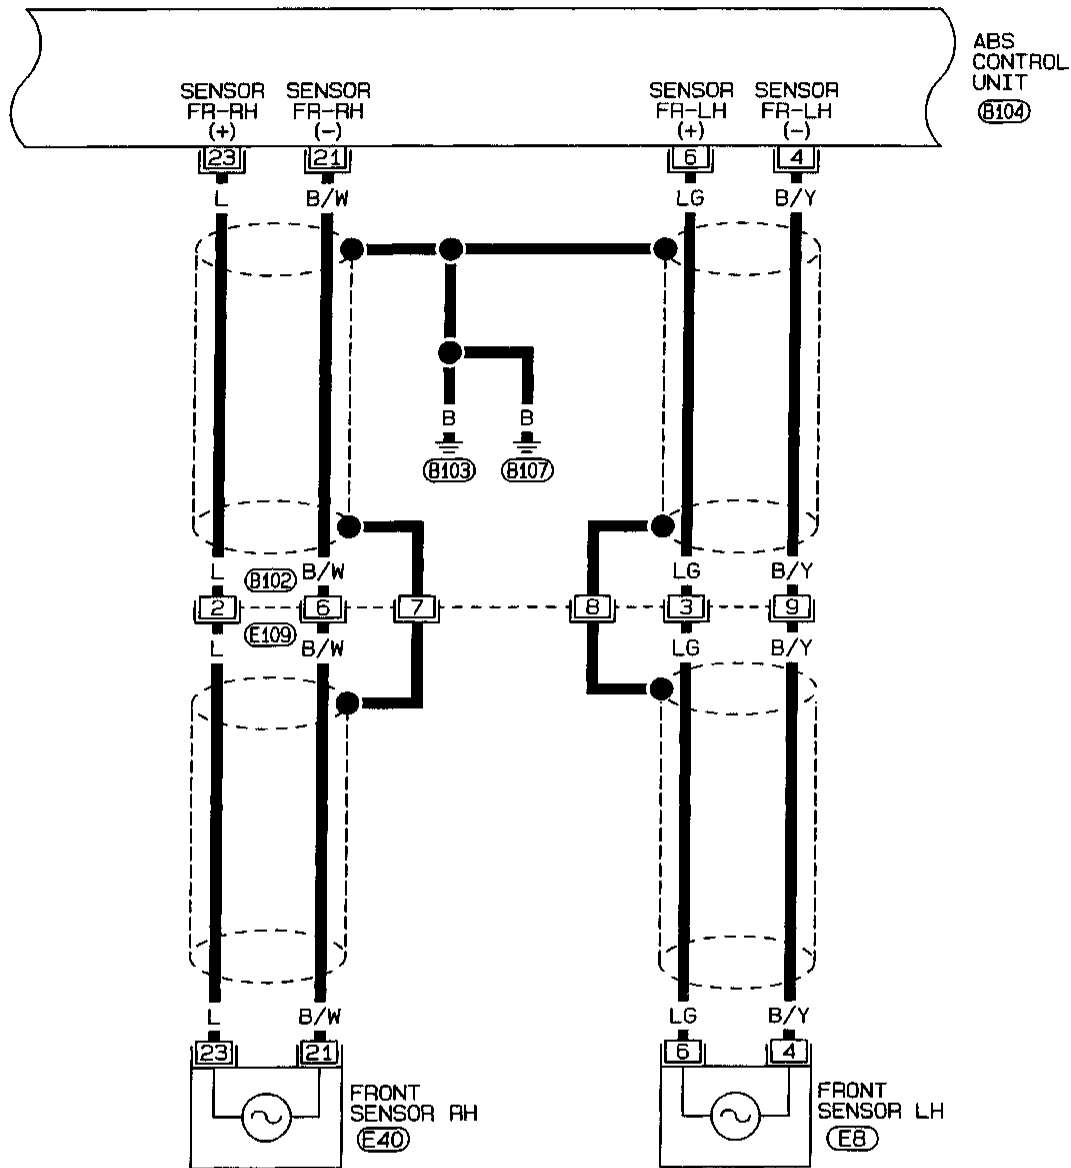 ABS
CONTROL
UNIT
B104
SENSOR
FR-RH
(+)
SENSOR
FR-RH
(-)
SENSOR
FR-LH
(+)
SENSOR
FR-LH
(-)
23 21 6 4
L B/W LG B/Y
B B
B103 B107
L B102 B/W LG B/Y
2 6 7 8 3 9
L E109 B/W LG B/Y
L B/W LG B/Y
23 21 6 4
FRONT
SENSOR RH
E40
FRONT
SENSOR LH
E8